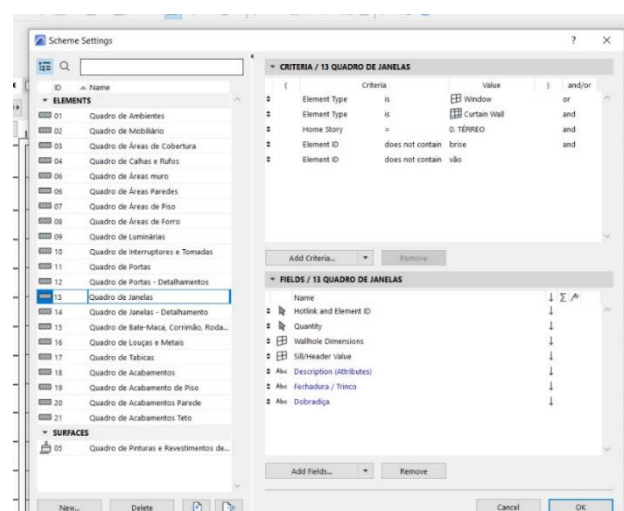 Scheme Settings
ID Name
ELEMENTS
01 Quadro de Ambientes
02 Quadro de Mobiliário
03 Quadro de Áreas de Cobertura
04 Quadro de Calhas e Rufos
06 Quadro de Áreas muro
06 Quadro de Áreas Paredes
07 Quadro de Áreas de Piso
08 Quadro de Áreas de Forro
09 Quadro de Luminárias
10 Quadro de Interruptores e Tomadas
11 Quadro de Portas
12 Quadro de Portas - Detalhamentos
13 Quadro de Janelas
14 Quadro de Janelas - Detalhamento
15 Quadro de Bate-Maca, Corrimão, Roda...
16 Quadro de Louças e Metais
17 Quadro de Tabicas
18 Quadro de Acabamentos
19 Quadro de Acabamento de Piso
20 Quadro de Acabamentos Parede
21 Quadro de Acabamentos Teto
SURFACES
05 Quadro de Pinturas e Revestimentos de...
New... Delete
CRITERIA / 13 QUADRO DE JANELAS
( Criteria Value ) and/or
Element Type is Window or
Element Type is Curtain Wall and
Home Story = 0. TÉRREO and
Element ID does not contain brise and
Element ID does not contain vão
Add Criteria... Remove
FIELDS / 13 QUADRO DE JANELAS
Name
Hotlink and Element ID
Quantity
Wallhole Dimensions
Sill/Header Value
Abc Description (Attributes)
Abc Fechadura / Trinco
Abc Dobradiça
Add Fields... Remove
Cancel OK